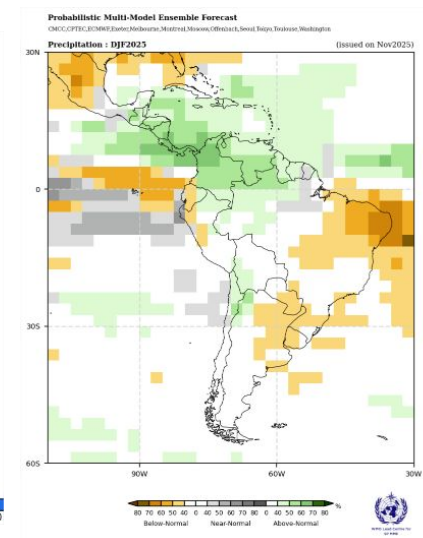 Probabilistic Multi-Model Ensemble Forecast
CMCC,CPTEC,ECMWF,Exeter,Melbourne,Montreal,Moscow,Offenbach,Seoul,Tokyo,Toulouse,Washington
Precipitation : DJF2025 (issued on Nov2025)
30N
0
30S
60S
90W 60W 30W
80 70 60 50 40 0 40 50 60 70 80 0 40 50 60 70 80 %
Below-Normal Near-Normal Above-Normal